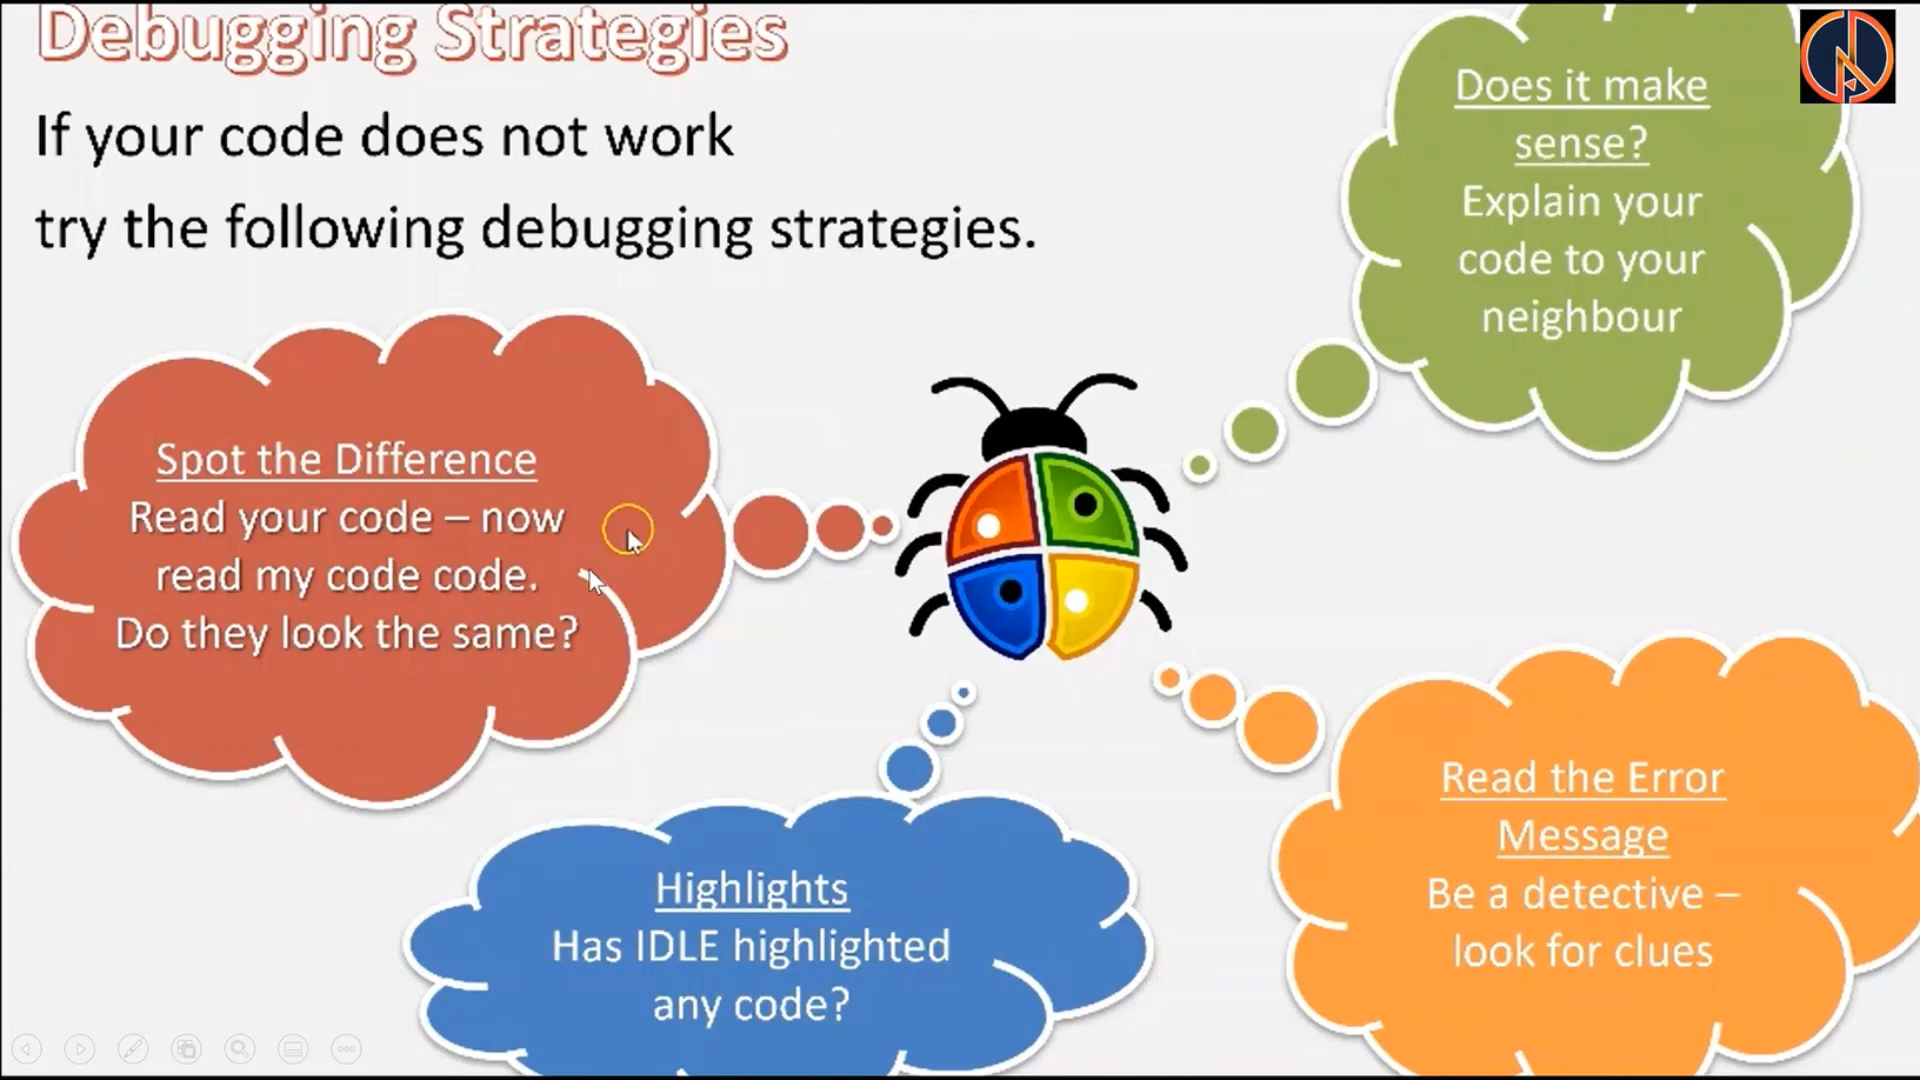 Debugging Strategies
If your code does not work
try the following debugging strategies.
Does it make
sense?
Explain your
code to your
neighbour
Spot the Difference
Read your code – now
read my code code.
Do they look the same?
Highlights
Has IDLE highlighted
any code?
Read the Error
Message
Be a detective –
look for clues